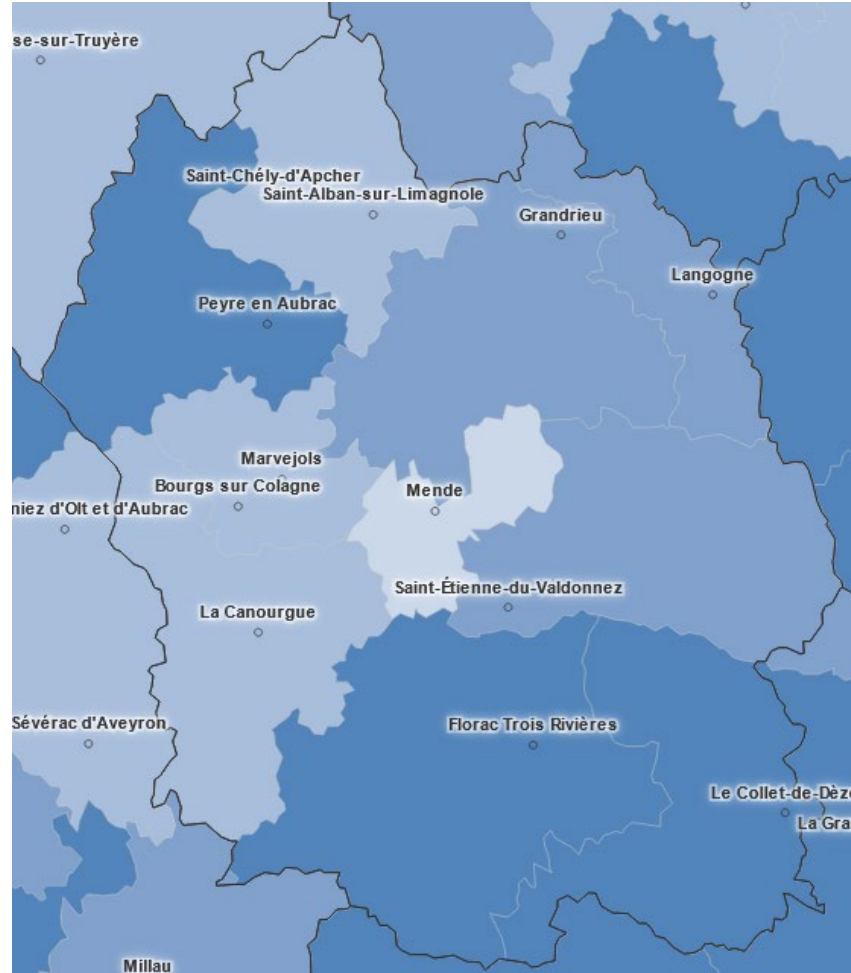 se-sur-Truyère
Saint-Chély-d'Apcher
Saint-Alban-sur-Limagnole
Grandrieu
Langogne
Peyre en Aubrac
Marvejols
Bourgs sur Colagne
Mende
niez d'Olt et d'Aubrac
Saint-Étienne-du-Valdonnez
La Canourgue
Sévérac d'Aveyron
Florac Trois Rivières
Le Collet-de-Dèze
La Gra
Millau